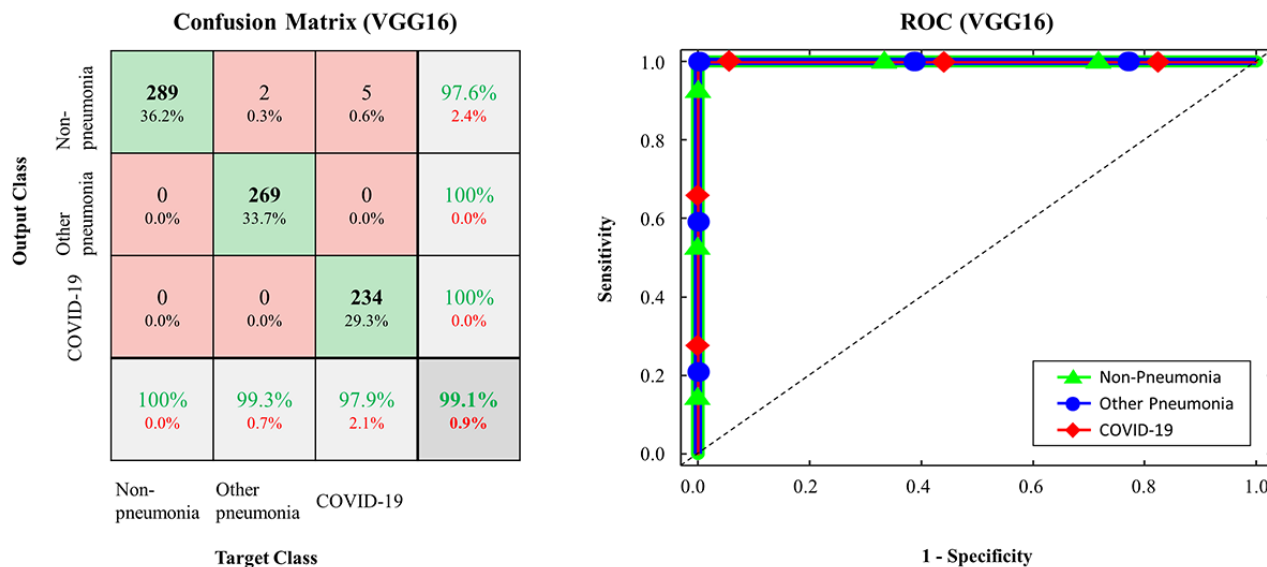 Confusion Matrix (VGG16)
Output Class
Non-
pneumonia
289 2 5 97.6%
36.2% 0.3% 0.6% 2.4%
Other
pneumonia
0 269 0 100%
0.0% 33.7% 0.0% 0.0%
COVID-19
0 0 234 100%
0.0% 0.0% 29.3% 0.0%
100% 99.3% 97.9% 99.1%
0.0% 0.7% 2.1% 0.9%
Non-
pneumonia
Other
pneumonia
COVID-19
Target Class
ROC (VGG16)
Sensitivity
1.0
0.8
0.6
0.4
0.2
0.0
Non-Pneumonia
Other Pneumonia
COVID-19
0.0 0.2 0.4 0.6 0.8 1.0
1 - Specificity